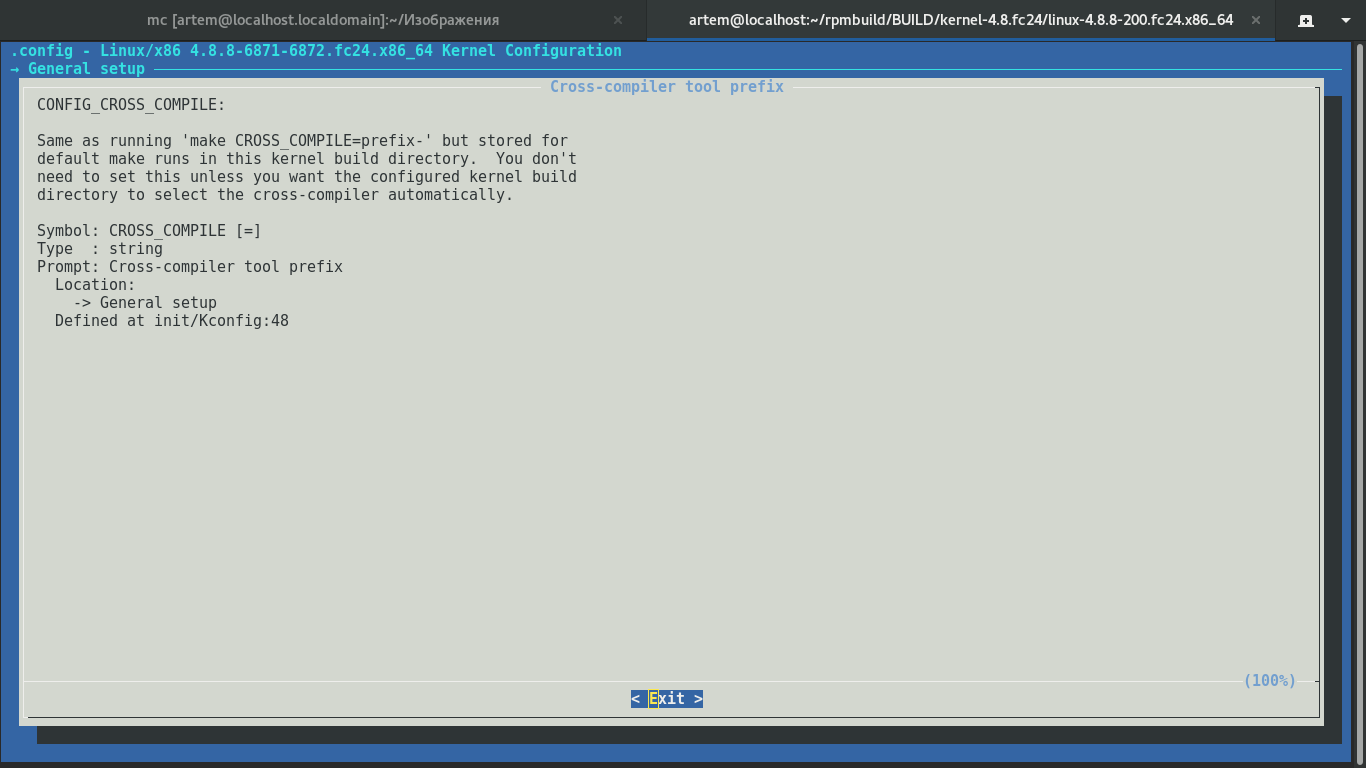 mc [artem@localhost.localdomain]:~/Изображения
artem@localhost:~/rpmbuild/BUILD/kernel-4.8.fc24/linux-4.8.8-200.fc24.x86_64
.config - Linux/x86 4.8.8-6871-6872.fc24.x86_64 Kernel Configuration
→ General setup
Cross-compiler tool prefix
CONFIG_CROSS_COMPILE:
Same as running 'make CROSS_COMPILE=prefix-' but stored for
default make runs in this kernel build directory.  You don't
need to set this unless you want the configured kernel build
directory to select the cross-compiler automatically.
Symbol: CROSS_COMPILE [=]
Type  : string
Prompt: Cross-compiler tool prefix
Location:
-> General setup
Defined at init/Kconfig:48
(100%)
< Exit >